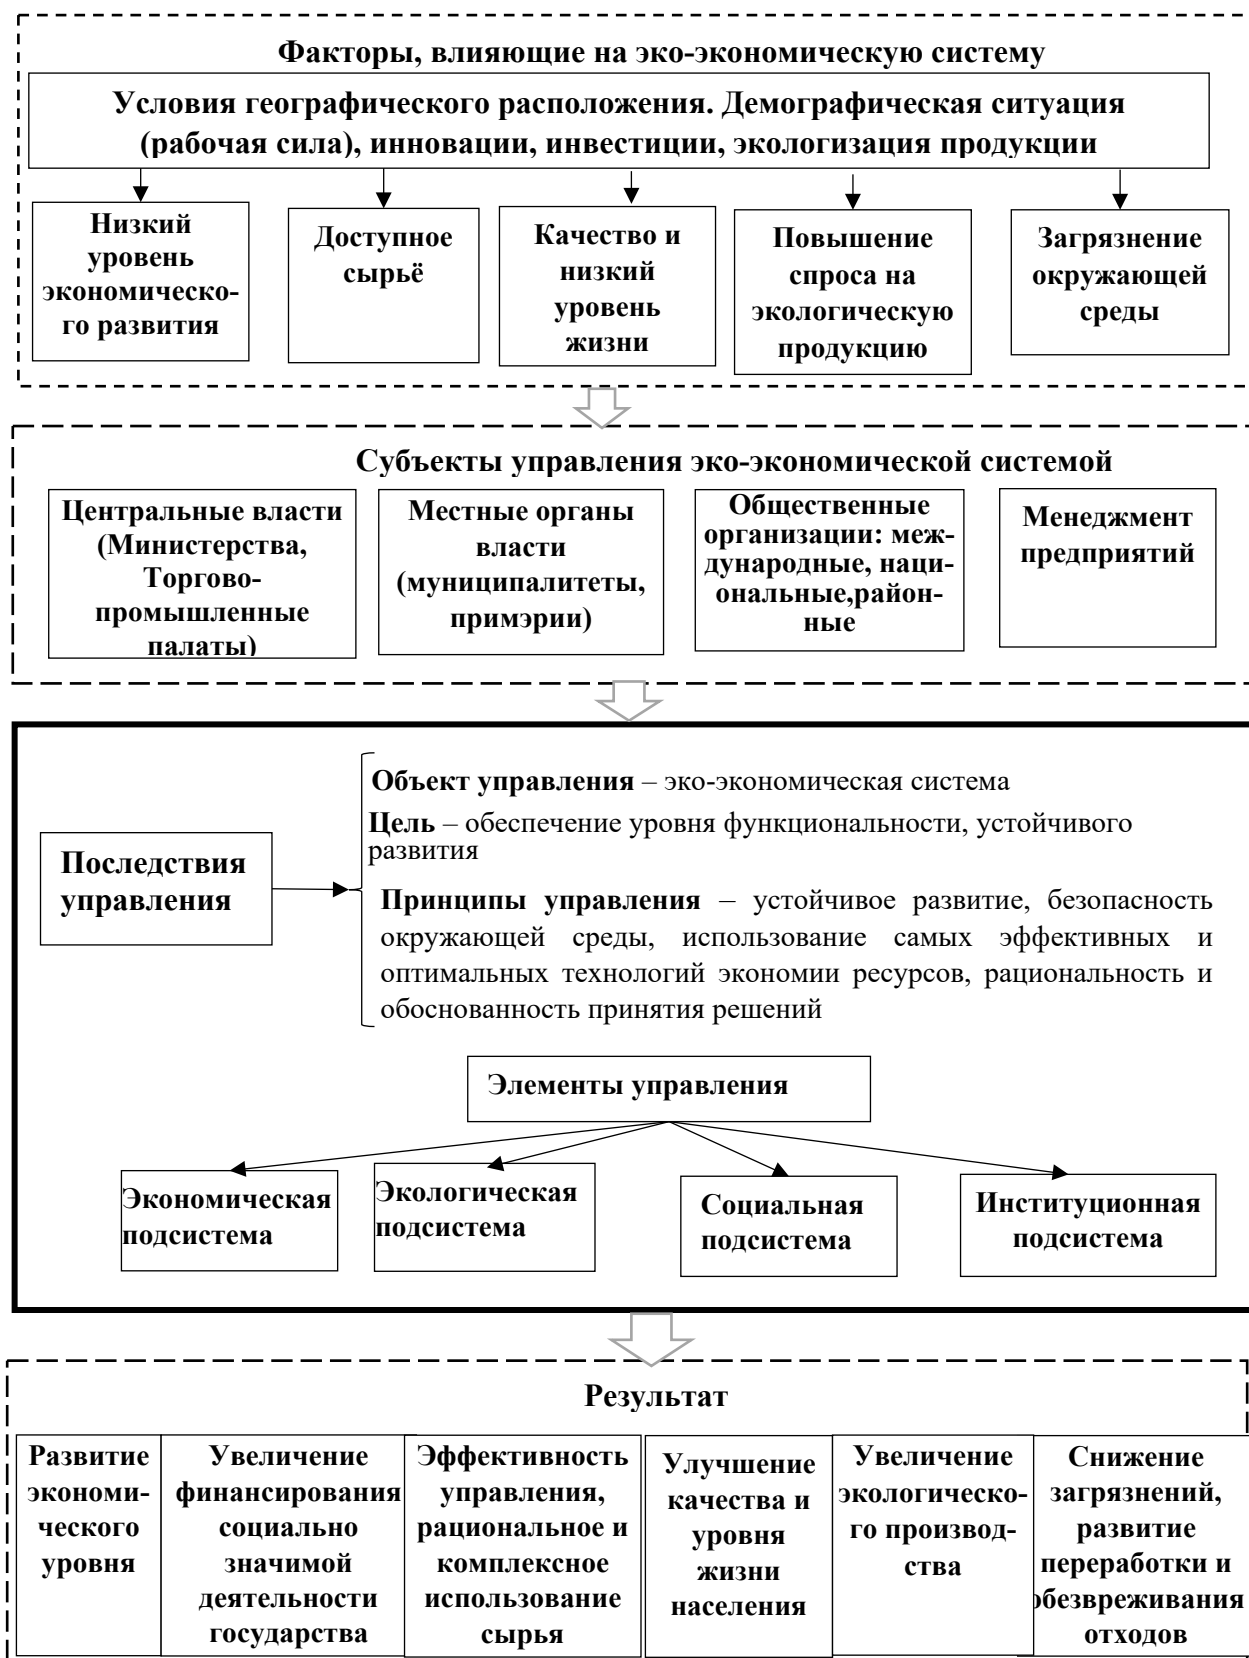 Факторы, влияющие на эко-экономическую систему
Условия географического расположения. Демографическая ситуация
(рабочая сила), инновации, инвестиции, экологизация продукции
Низкий
уровень
экономическо-
го развития
Доступное
сырьё
Качество и
низкий
уровень
жизни
Повышение
спроса на
экологическую
продукцию
Загрязнение
окружающей
среды
Субъекты управления эко-экономической системой
Центральные власти
(Министерства,
Торгово-
промышленные
палаты)
Местные органы
власти
(муниципалитеты,
примэрии)
Общественные
организации: меж-
дународные, наци-
ональные,район-
ные
Менеджмент
предприятий
Последствия
управления
Объект управления – эко-экономическая система
Цель – обеспечение уровня функциональности, устойчивого
развития
Принципы управления – устойчивое развитие, безопасность
окружающей среды, использование самых эффективных и
оптимальных технологий экономии ресурсов, рациональность и
обоснованность принятия решений
Элементы управления
Экономическая
подсистема
Экологическая
подсистема
Социальная
подсистема
Институционная
подсистема
Результат
Развитие
экономи-
ческого
уровня
Увеличение
финансирования
социально
значимой
деятельности
государства
Эффективность
управления,
рациональное и
комплексное
использование
сырья
Улучшение
качества и
уровня
жизни
населения
Увеличение
экологическо-
го производ-
ства
Снижение
загрязнений,
развитие
переработки и
обезвреживания
отходов